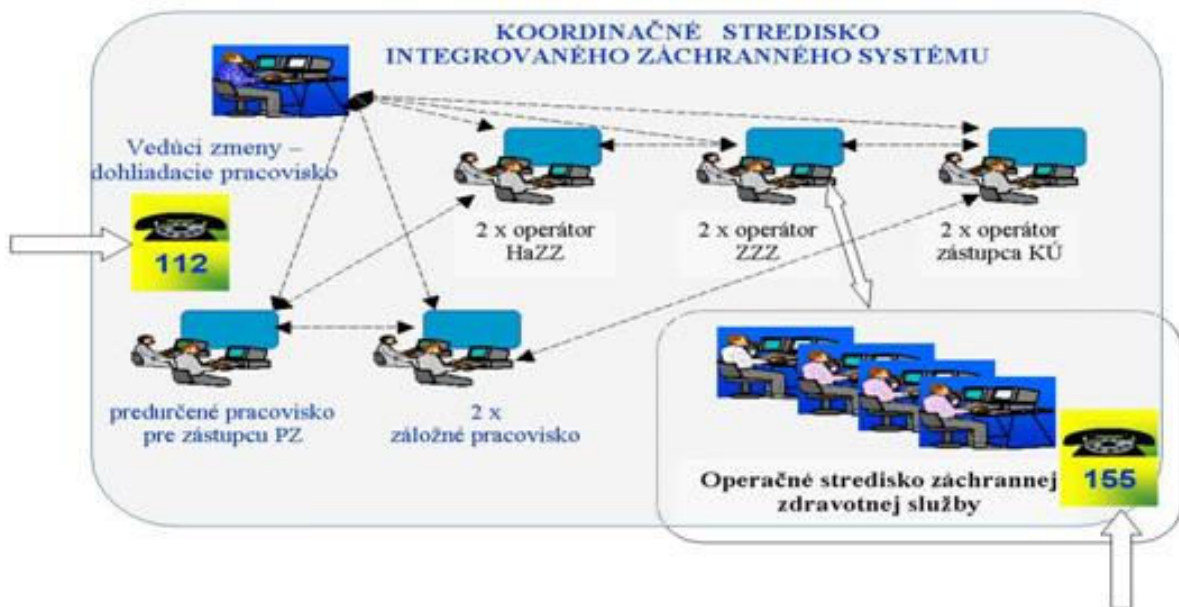 KOORDINAČNÉ STREDISKO
INTEGROVANÉHO ZÁCHRANNÉHO SYSTÉMU
Vedúci zmeny –
dohliadacie pracovisko
112
2 x operátor
HaZZ
2 x operátor
ZZZ
2 x operátor
zástupca KÚ
predurčené pracovisko
pre zástupcu PZ
2 x
záložné pracovisko
Operačné stredisko záchrannej
zdravotnej služby
155